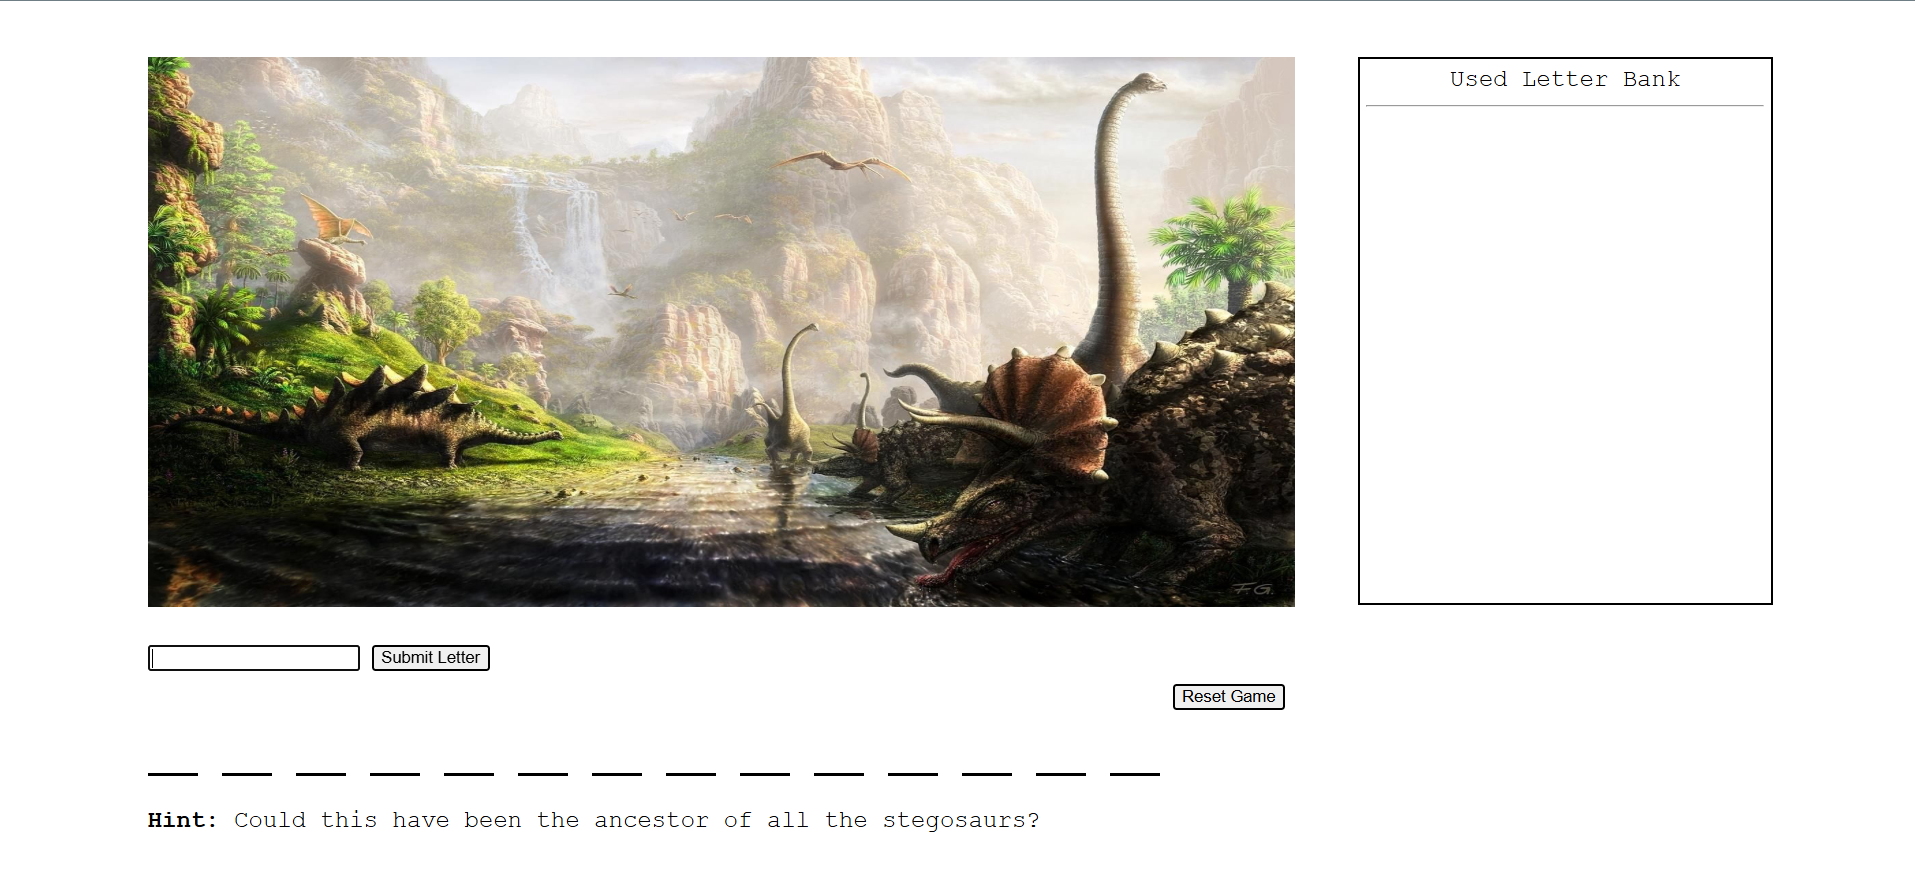 Used Letter Bank
F.G.
Submit Letter
Reset Game
Hint: Could this have been the ancestor of all the stegosaurs?